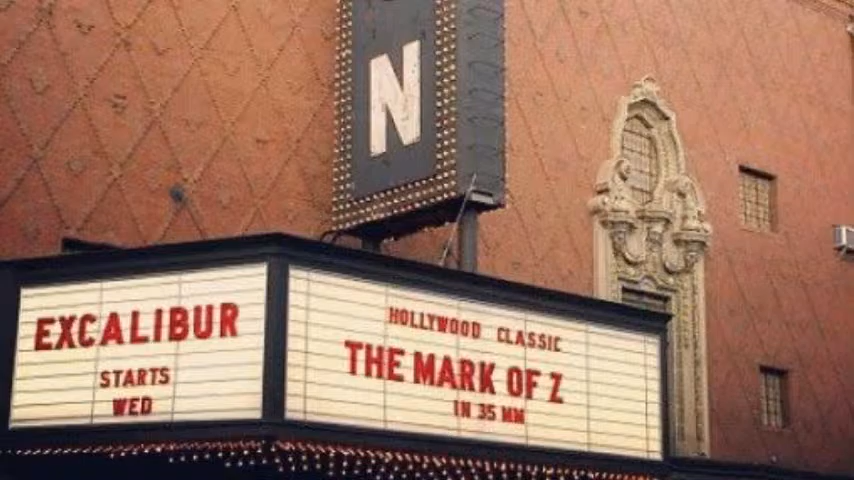 N
EXCALIBUR
STARTS
WED
HOLLYWOOD CLASSIC
THE MARK OF Z
IN 35 MM